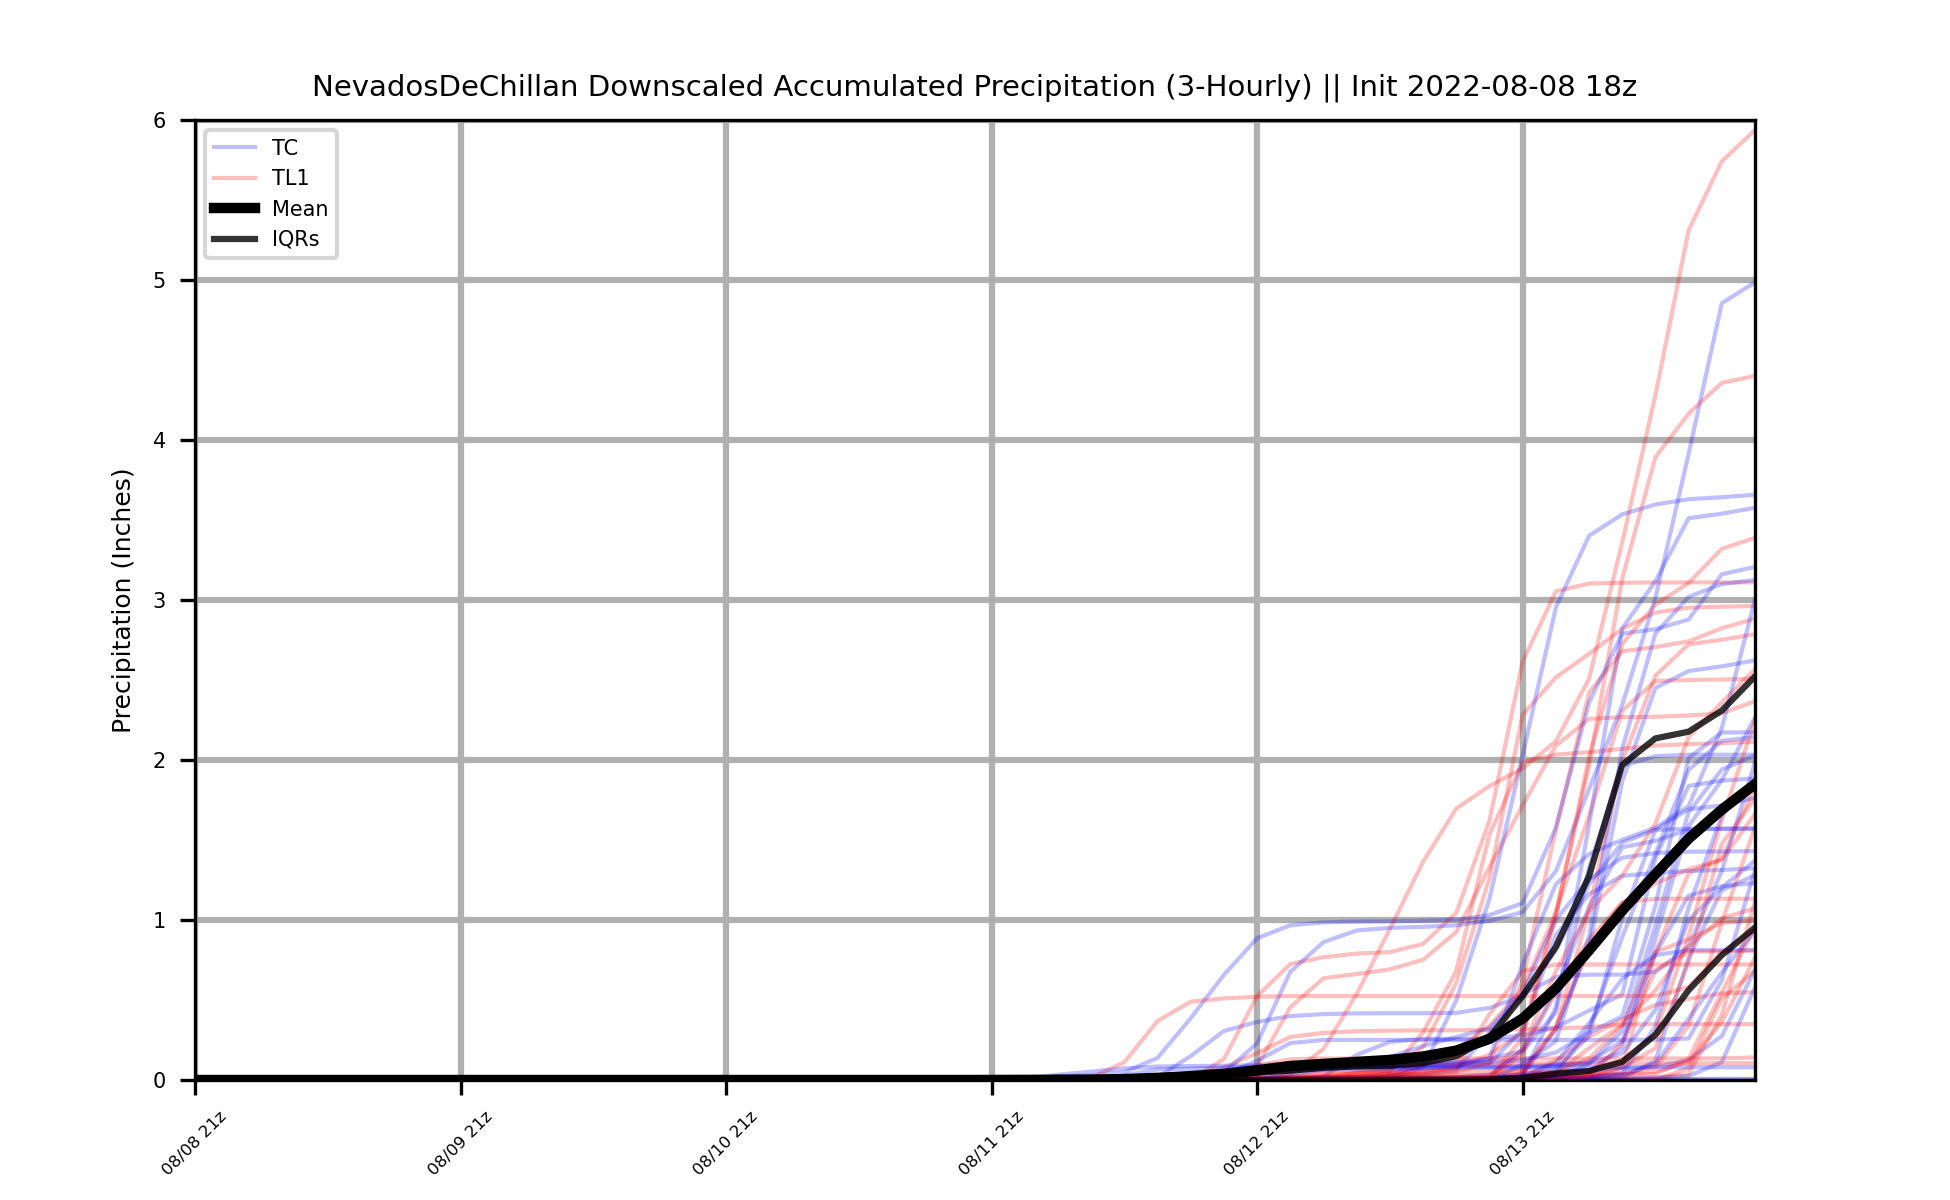 NevadosDeChillan Downscaled Accumulated Precipitation (3-Hourly) || Init 2022-08-08 18z
TC
TL1
Mean
IQRs
Precipitation (Inches)
6
5
4
3
2
1
0
08/08 21z
08/09 21z
08/10 21z
08/11 21z
08/12 21z
08/13 21z